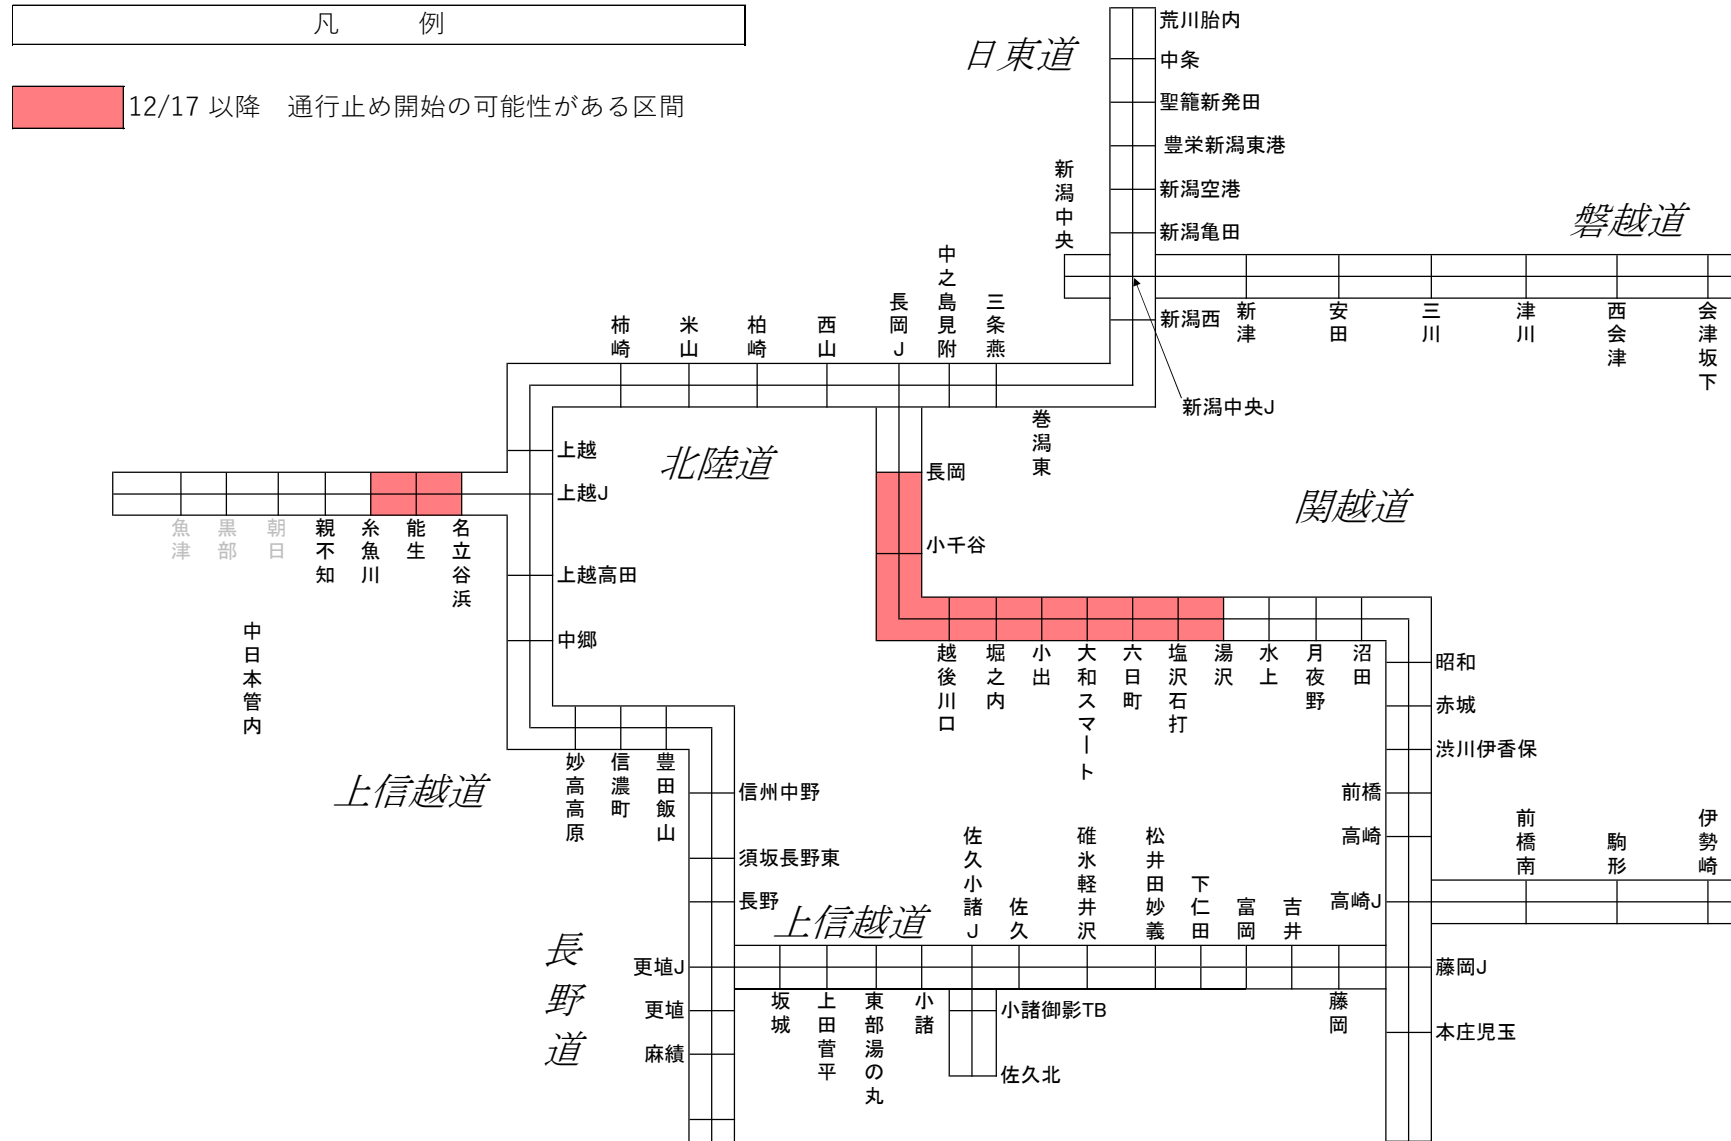 凡　例
12/17 以降　通行止め開始の可能性がある区間
日東道
荒川胎内
中条
聖籠新発田
豊栄新潟東港
新潟空港
新潟亀田
新潟中央
磐越道
新潟西
新津
安田
三川
津川
西会津
会津坂下
新潟中央J
柿崎
米山
柏崎
西山
長岡J
中之島見附
三条燕
巻潟東
北陸道
上越
上越J
上越高田
中郷
魚津
黒部
朝日
親不知
糸魚川
能生
名立谷浜
中日本管内
長岡
小千谷
関越道
越後川口
堀之内
小出
大和スマート
六日町
塩沢石打
湯沢
水上
月夜野
沼田
昭和
赤城
渋川伊香保
前橋
高崎
高崎J
前橋南
駒形
伊勢崎
藤岡J
本庄児玉
上信越道
妙高高原
信濃町
豊田飯山
信州中野
須坂長野東
長野
更埴J
更埴
麻績
長野道
上信越道
佐久小諸J
佐久
碓氷軽井沢
松井田妙義
下仁田
富岡
吉井
坂城
上田菅平
東部湯の丸
小諸
小諸御影TB
佐久北
藤岡